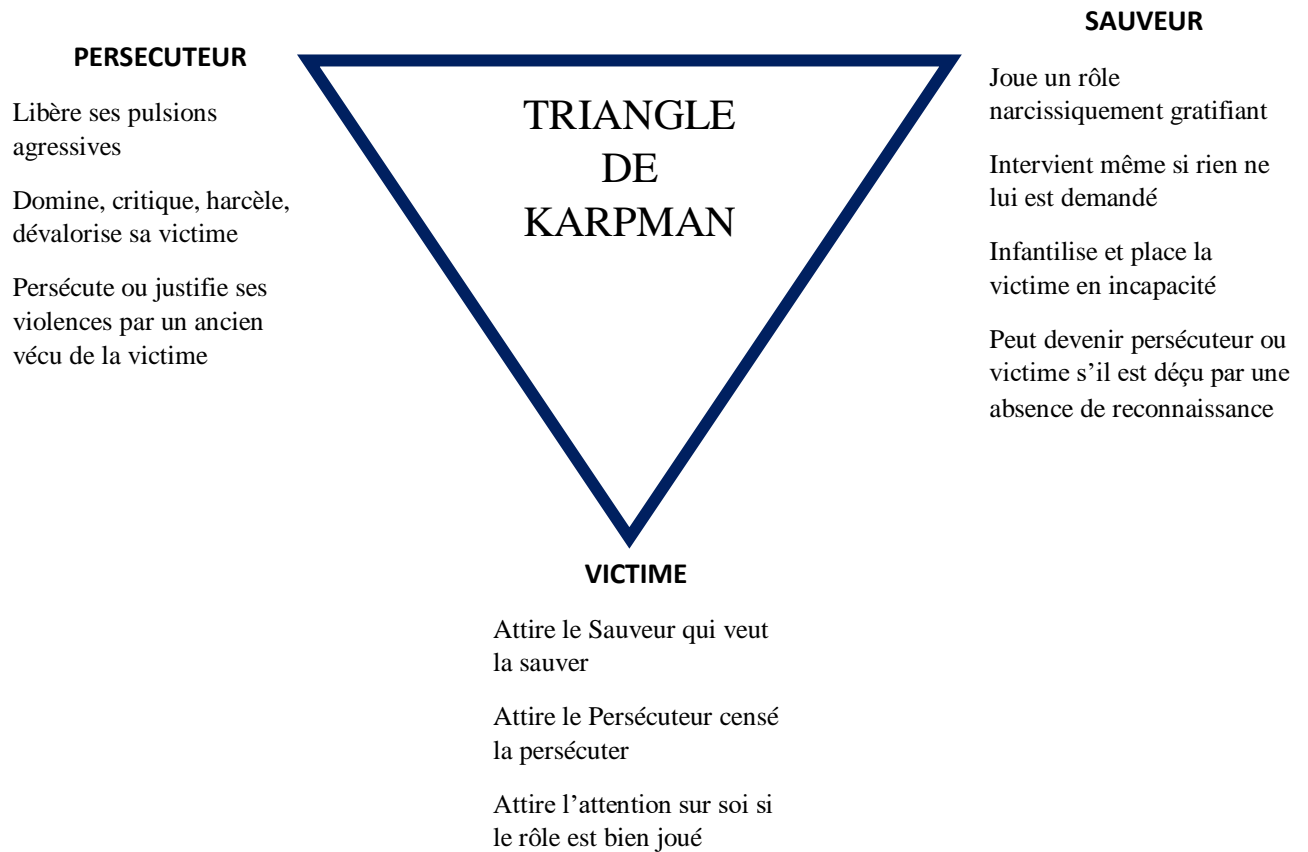 PERSECUTEUR
Libère ses pulsions
agressives
Domine, critique, harcèle,
dévalorise sa victime
Persécute ou justifie ses
violences par un ancien
vécu de la victime
TRIANGLE
DE
KARPMAN
SAUVEUR
Joue un rôle
narcissiquement gratifiant
Intervient même si rien ne
lui est demandé
Infantilise et place la
victime en incapacité
Peut devenir persécuteur ou
victime s’il est déçu par une
absence de reconnaissance
VICTIME
Attire le Sauveur qui veut
la sauver
Attire le Persécuteur censé
la persécuter
Attire l’attention sur soi si
le rôle est bien joué